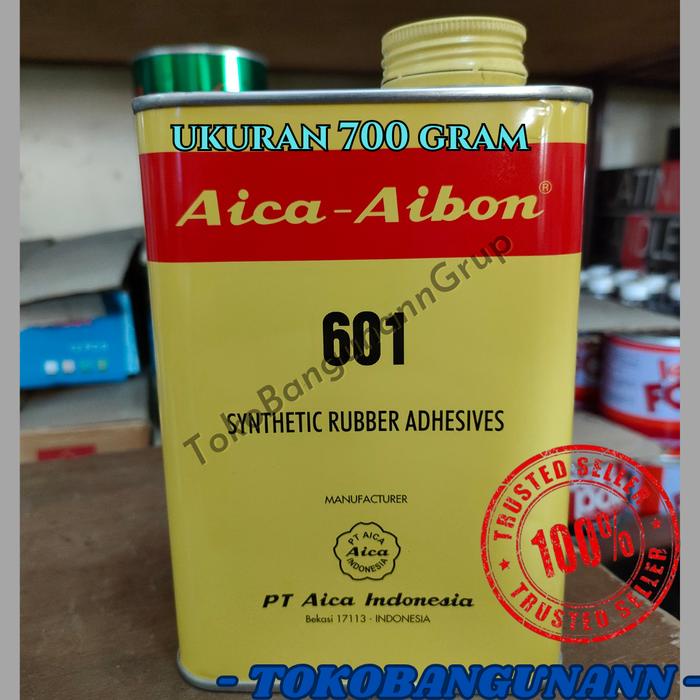 UKURAN 700 GRAM
Aica-Aibon®
TokoBangunannGrup
601
SYNTHETIC RUBBER ADHESIVES
MANUFACTURER
PT AICA
Aica
INDONESIA
PT Aica Indonesia
Bekasi 17113 - INDONESIA
TRUSTED SELLER
100%
TRUSTED SELLER
- TOKOBANGUNANN -